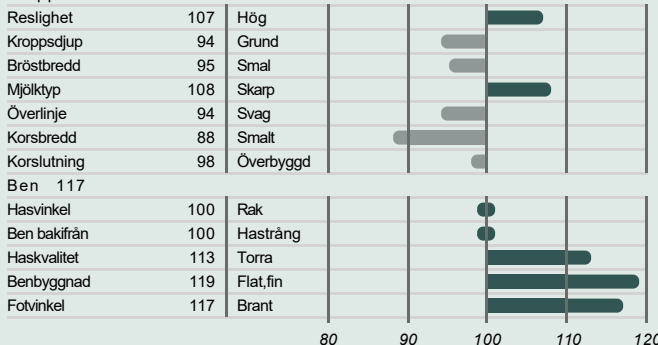 Reslighet 107 Hög
Kroppsdjup 94 Grund
Bröstbredd 95 Smal
Mjölktyp 108 Skarp
Överlinje 94 Svag
Korsbredd 88 Smalt
Korslutning 98 Överbyggd
Ben 117
Hasvinkel 100 Rak
Ben bakifrån 100 Hastrång
Haskvalitet 113 Torra
Benbyggnad 119 Flat,fin
Fotvinkel 117 Brant
80 90 100 110 120